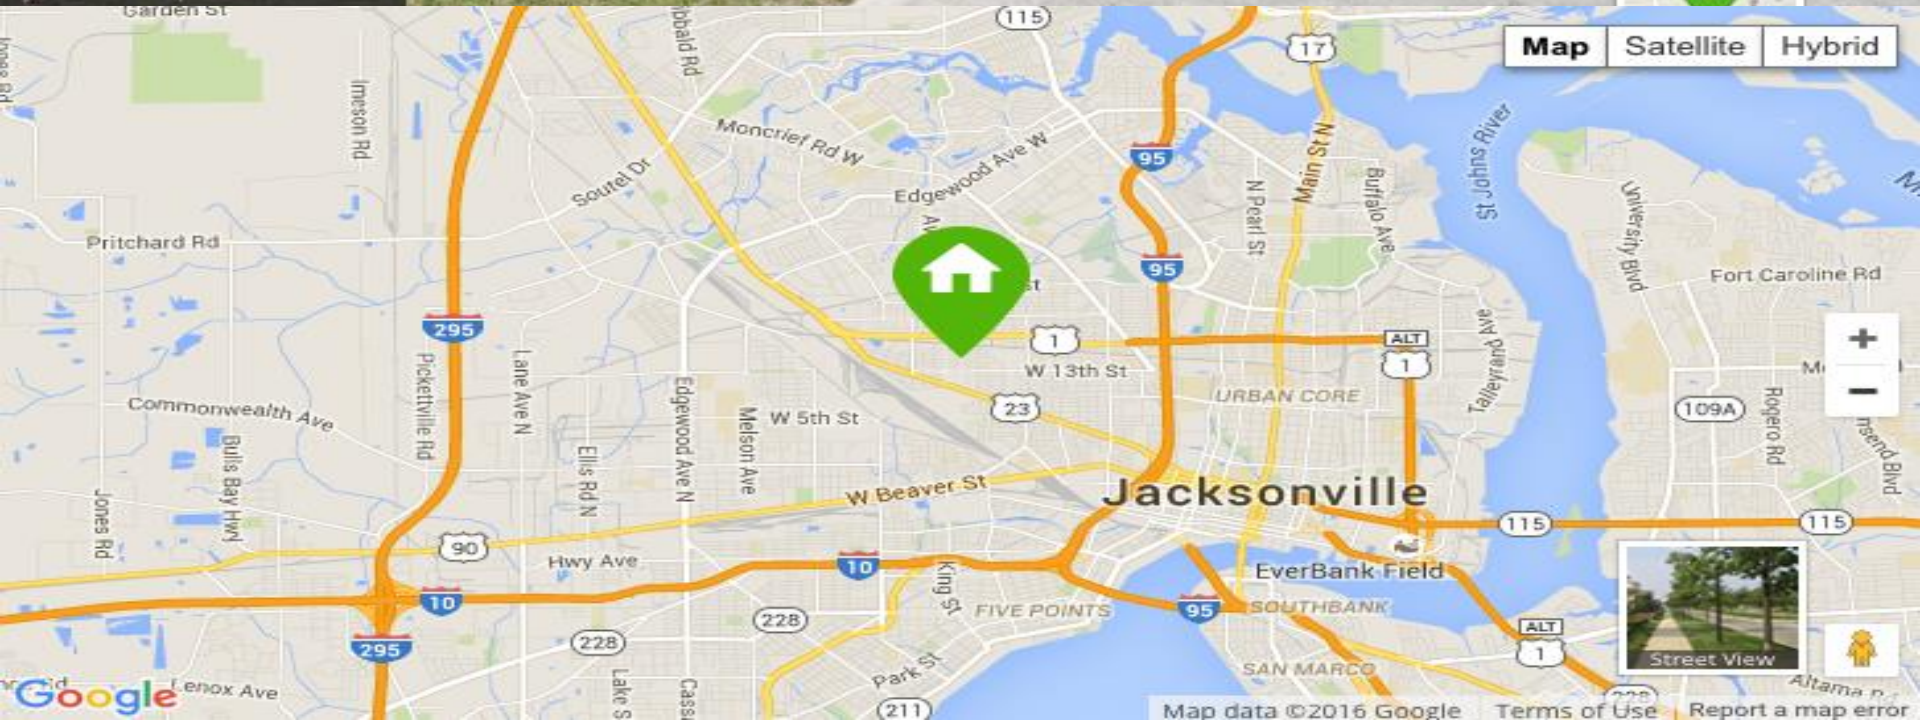 Garden St
115
17
Map Satellite Hybrid
Imeson Rd
Moncrief Rd W
Soutel Dr
Edgewood Ave W
95
N Pearl St
Main St N
Buffalo Ave
St Johns River
University Blvd
Pritchard Rd
95
Fort Caroline Rd
295
1
ALT
1
W 13th St
Talleyrand Ave
Pickettville Rd
Lane Ave N
Edgewood Ave N
Melson Ave
W 5th St
23
URBAN CORE
109A
Rogero Rd
Commonwealth Ave
Bulls Bay Hwy
Ellis Rd N
W Beaver St
Jacksonville
Jones Rd
90
Hwy Ave
10
115
115
EverBank Field
10
King St
FIVE POINTS
95
SOUTHBANK
228
228
295
ALT
1
Street View
Park St
SAN MARCO
Google
Lenox Ave
211
Map data ©2016 Google Terms of Use Report a map error